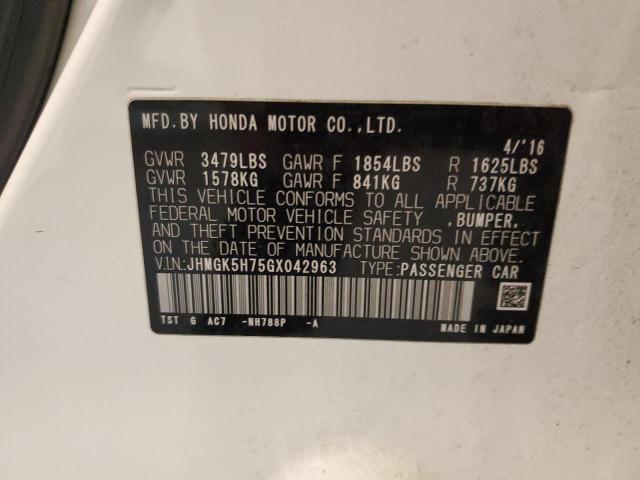 MFD.BY HONDA MOTOR CO.,LTD.
4/'16
GVWR 3479LBS GAWR F 1854LBS R 1625LBS
GVWR 1578KG GAWR F 841KG R 737KG
THIS VEHICLE CONFORMS TO ALL APPLICABLE
FEDERAL MOTOR VEHICLE SAFETY ,BUMPER,
AND THEFT PREVENTION STANDARDS IN EFFECT
ON THE DATE OF MANUFACTURE SHOWN ABOVE.
V.IN.:JHMGK5H75GX042963 TYPE:PASSENGER CAR
TST G AC7 -NH788P -A
MADE IN JAPAN